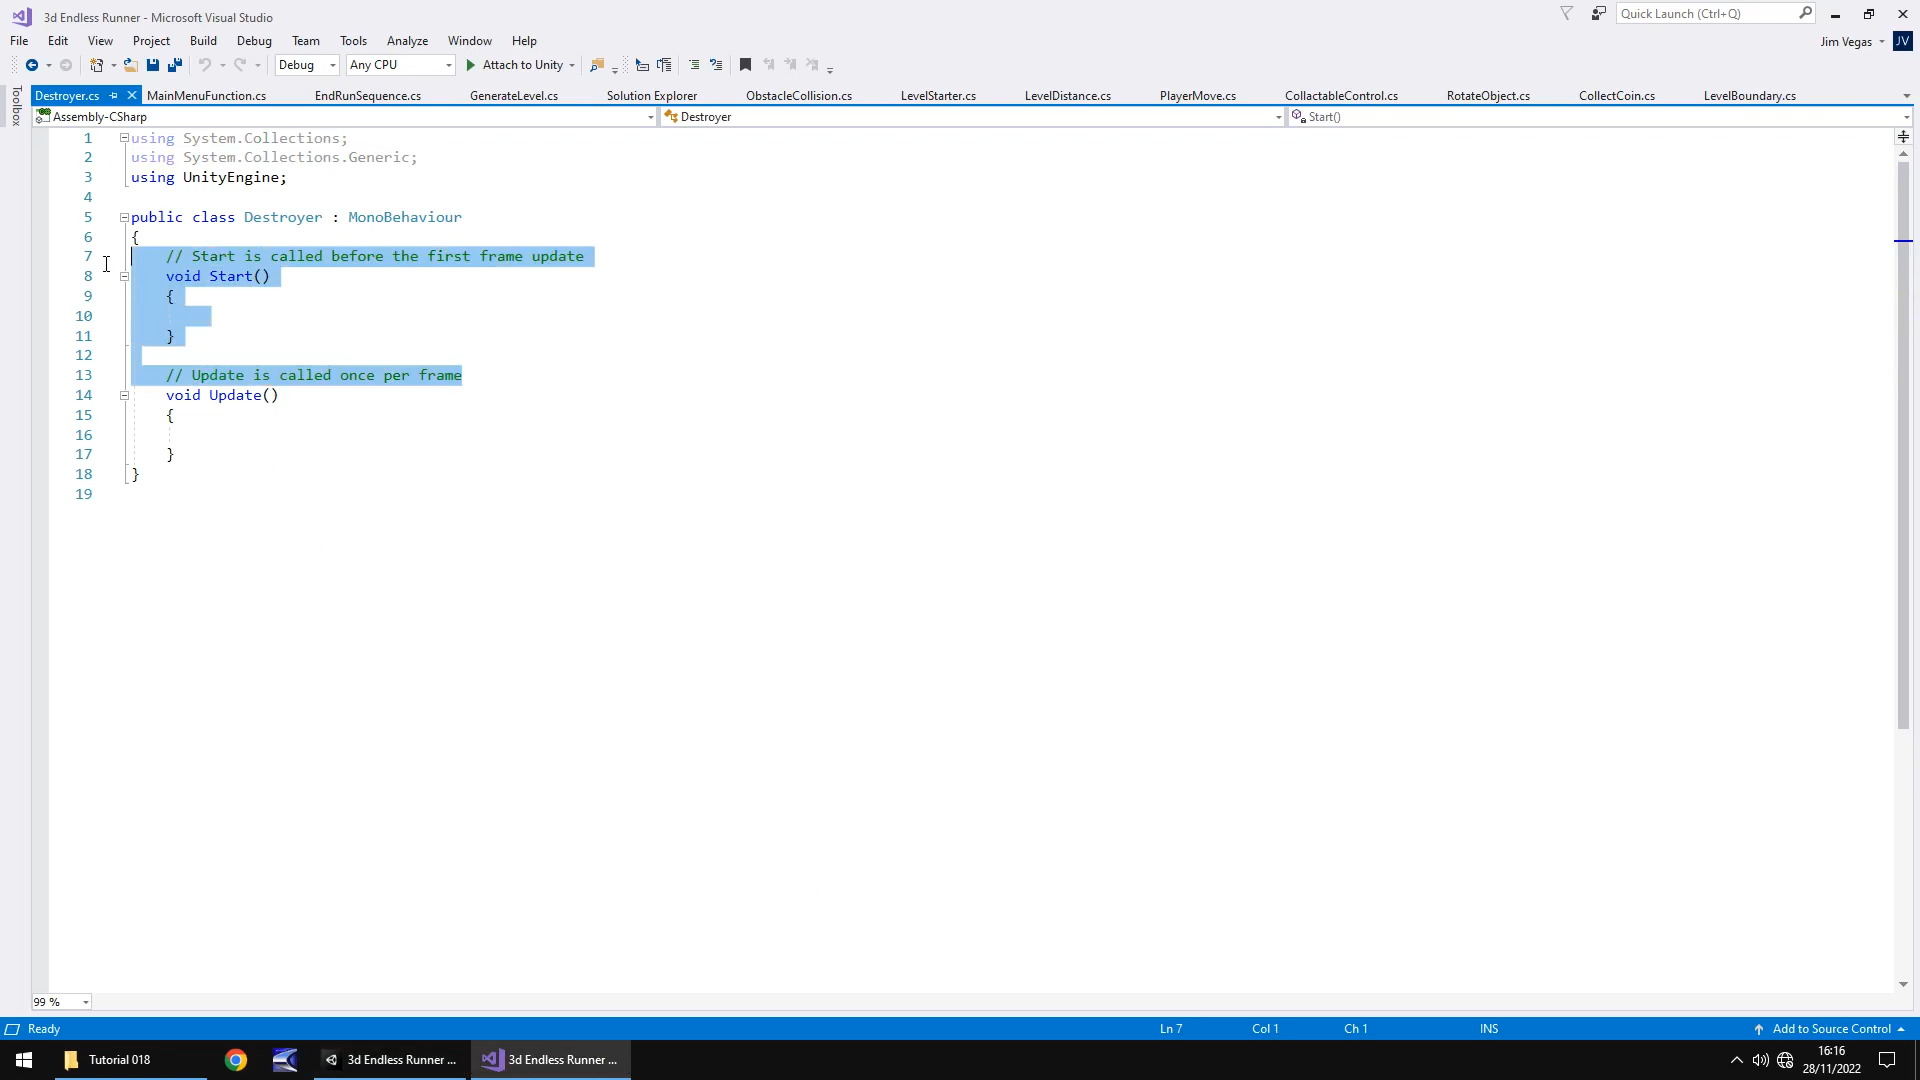 3d Endless Runner - Microsoft Visual Studio
Quick Launch (Ctrl+Q)
File Edit View Project Build Debug Team Tools Analyze Window Help
Jim Vegas JV
Debug Any CPU Attach to Unity
Toolbox
Destroyer.cs MainMenuFunction.cs EndRunSequence.cs GenerateLevel.cs Solution Explorer ObstacleCollision.cs LevelStarter.cs LevelDistance.cs PlayerMove.cs CollactableControl.cs RotateObject.cs CollectCoin.cs LevelBoundary.cs
Assembly-CSharp Destroyer Start()
1 using System.Collections;
2 using System.Collections.Generic;
3 using UnityEngine;
4
5 public class Destroyer : MonoBehaviour
6 {
7 // Start is called before the first frame update
8 void Start()
9 {
10
11 }
12
13 // Update is called once per frame
14 void Update()
15 {
16
17 }
18 }
19
99 %
Ready Ln 7 Col 1 Ch 1 INS Add to Source Control
Tutorial 018 3d Endless Runner ... 3d Endless Runner ...
16:16
28/11/2022